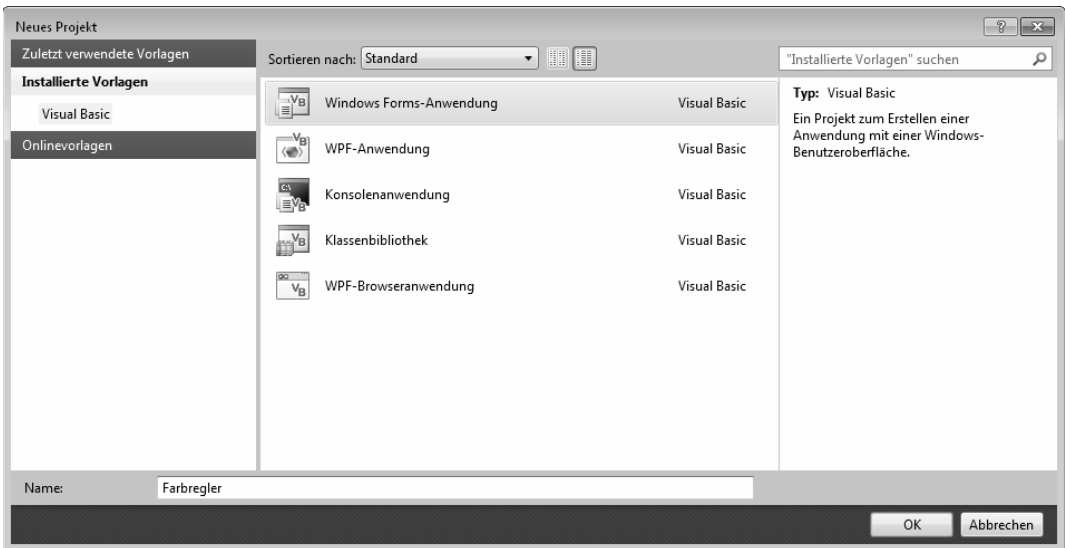 Neues Projekt
Zuletzt verwendete Vorlagen
Installierte Vorlagen
Visual Basic
Onlinevorlagen
Sortieren nach: Standard
"Installierte Vorlagen" suchen
Windows Forms-Anwendung Visual Basic
WPF-Anwendung Visual Basic
Konsolenanwendung Visual Basic
Klassenbibliothek Visual Basic
WPF-Browseranwendung Visual Basic
Typ: Visual Basic
Ein Projekt zum Erstellen einer
Anwendung mit einer Windows-
Benutzeroberfläche.
Name: Farbregler
OK Abbrechen